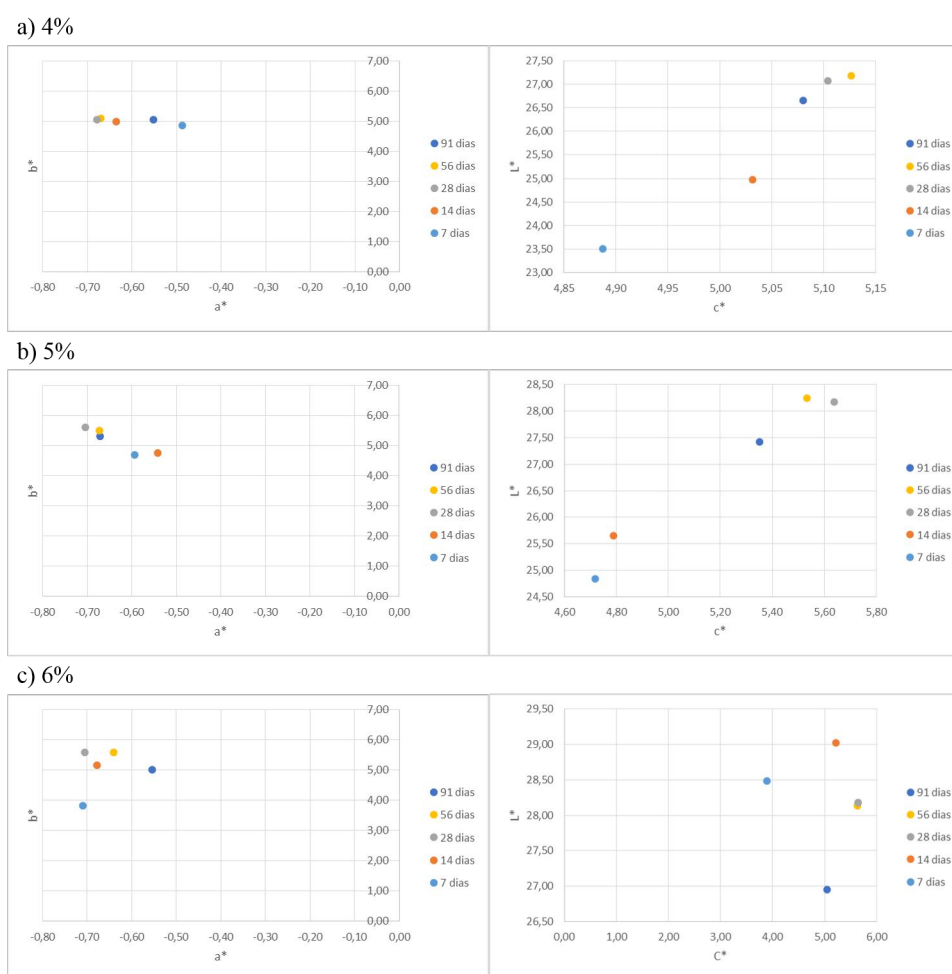 a) 4%
7,00
6,00
5,00
4,00
3,00
2,00
1,00
0,00
b*
-0,80 -0,70 -0,60 -0,50 -0,40 -0,30 -0,20 -0,10 0,00
a*
91 dias
56 dias
28 dias
14 dias
7 dias
27,50
27,00
26,50
26,00
25,50
25,00
24,50
24,00
23,50
23,00
L*
4,85 4,90 4,95 5,00 5,05 5,10 5,15
c*
91 dias
56 dias
28 dias
14 dias
7 dias
b) 5%
7,00
6,00
5,00
4,00
3,00
2,00
1,00
0,00
b*
-0,80 -0,70 -0,60 -0,50 -0,40 -0,30 -0,20 -0,10 0,00
a*
91 dias
56 dias
28 dias
14 dias
7 dias
28,50
28,00
27,50
27,00
26,50
26,00
25,50
25,00
24,50
L*
4,60 4,80 5,00 5,20 5,40 5,60 5,80
c*
91 dias
56 dias
28 dias
14 dias
7 dias
c) 6%
7,00
6,00
5,00
4,00
3,00
2,00
1,00
0,00
b*
-0,80 -0,70 -0,60 -0,50 -0,40 -0,30 -0,20 -0,10 0,00
a*
91 dias
56 dias
28 dias
14 dias
7 dias
29,50
29,00
28,50
28,00
27,50
27,00
26,50
L*
0,00 1,00 2,00 3,00 4,00 5,00 6,00
C*
91 dias
56 dias
28 dias
14 dias
7 dias